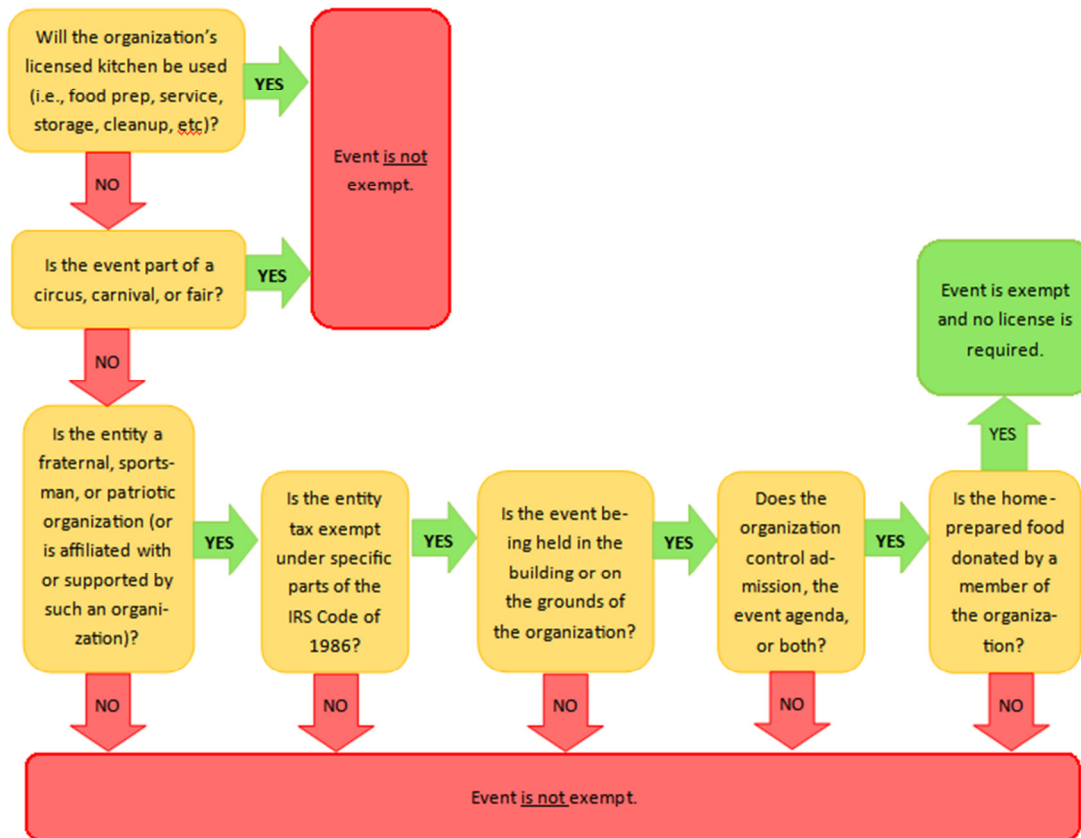 Will the organization's
licensed kitchen be used
(i.e., food prep, service,
storage, cleanup, etc)?
YES
Event is not
exempt.
NO
Is the event part of a
circus, carnival, or fair?
YES
NO
Is the entity a
fraternal, sports-
man, or patriotic
organization (or
is affiliated with
or supported by
such an organi-
zation)?
YES
Is the entity
tax exempt
under specific
parts of the
IRS Code of
1986?
YES
Is the event be-
ing held in the
building or on
the grounds of
the organization?
YES
Does the
organization
control ad-
mission, the
event agenda,
or both?
YES
Is the home-
prepared food
donated by a
member of
the organiza-
tion?
YES
Event is exempt
and no license is
required.
NO
NO
NO
NO
NO
Event is not exempt.